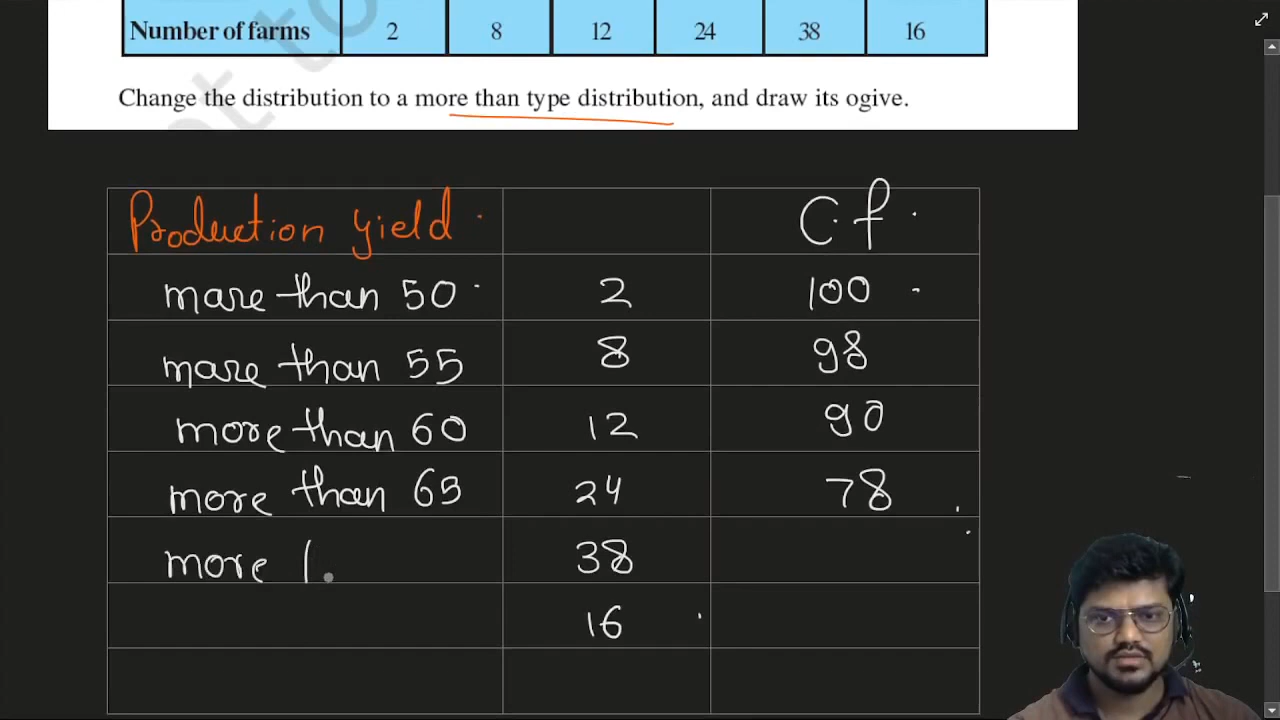 Number of farms 2 8 12 24 38 16
Change the distribution to a more than type distribution, and draw its ogive.
Production yield
C.f.
mare than 50 2 100
mare than 55 8 98
more than 60 12 90
more than 65 24 78
more 38
16